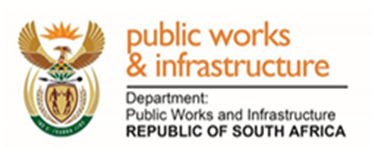 public works
& infrastructure
Department:
Public Works and Infrastructure
REPUBLIC OF SOUTH AFRICA